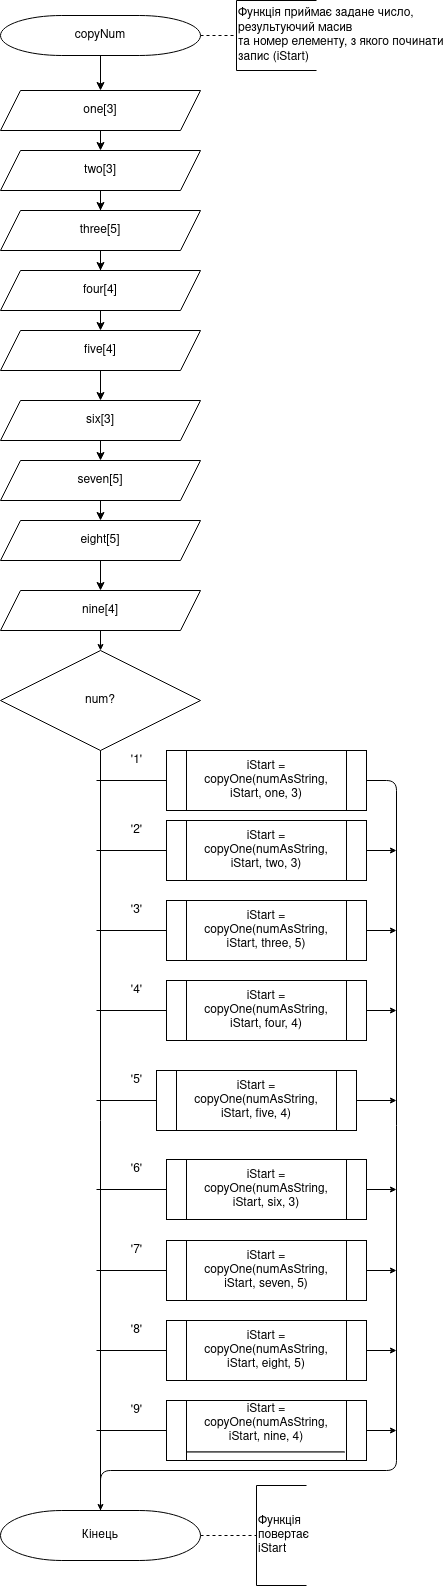 copyNum
Функція приймає задане число,
результуючий масив
та номер елементу, з якого починати
запис (iStart)
one[3]
two[3]
three[5]
four[4]
five[4]
six[3]
seven[5]
eight[5]
nine[4]
num?
'1'
iStart =
copyOne(numAsString,
iStart, one, 3)
'2'
iStart =
copyOne(numAsString,
iStart, two, 3)
'3'
iStart =
copyOne(numAsString,
iStart, three, 5)
'4'
iStart =
copyOne(numAsString,
iStart, four, 4)
'5'
iStart =
copyOne(numAsString,
iStart, five, 4)
'6'
iStart =
copyOne(numAsString,
iStart, six, 3)
'7'
iStart =
copyOne(numAsString,
iStart, seven, 5)
'8'
iStart =
copyOne(numAsString,
iStart, eight, 5)
'9'
iStart =
copyOne(numAsString,
iStart, nine, 4)
Кінець
Функція
повертає
iStart